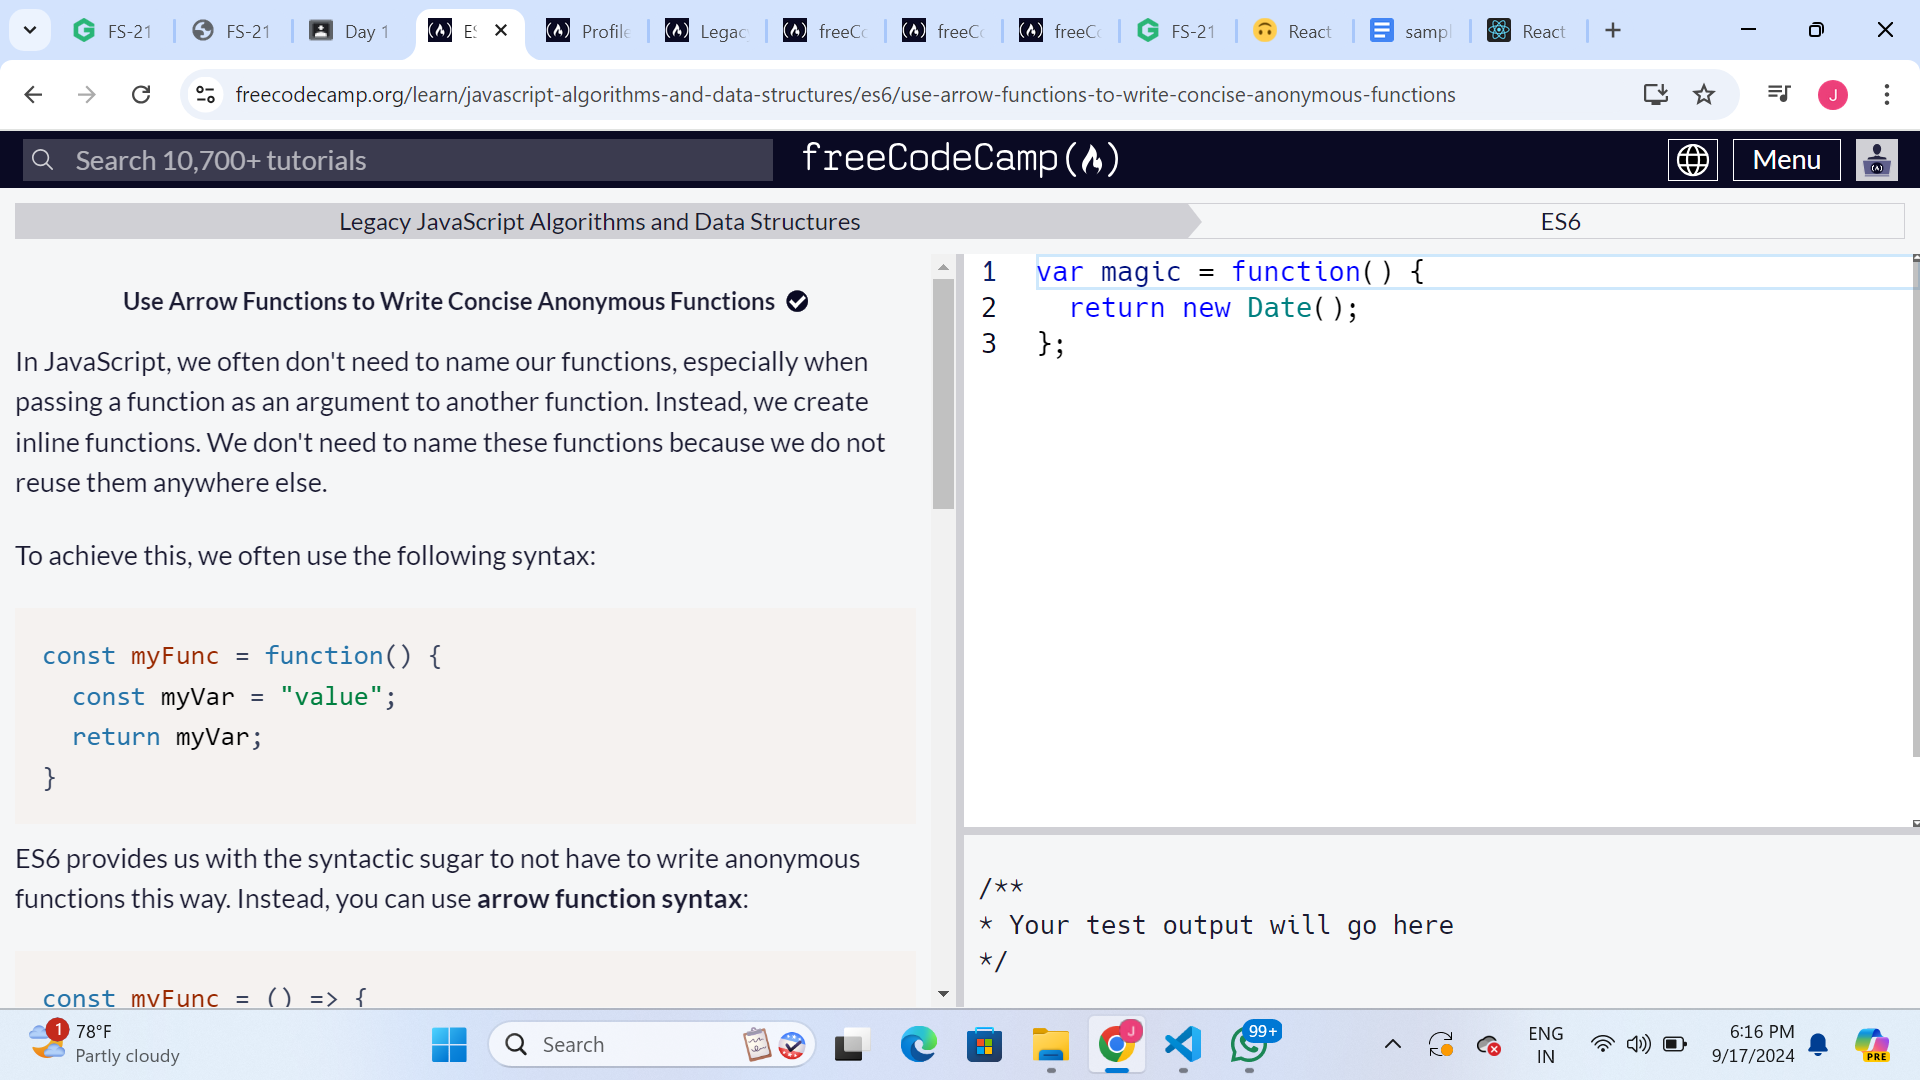 FS-21
FS-21
Day 1
ES
Profile
Legac
freeCo
freeCo
freeCo
FS-21
React
samp
React
freecodecamp.org/learn/javascript-algorithms-and-data-structures/es6/use-arrow-functions-to-write-concise-anonymous-functions
J
Search 10,700+ tutorials
freeCodeCamp(🔥)
Menu
Legacy JavaScript Algorithms and Data Structures
ES6
Use Arrow Functions to Write Concise Anonymous Functions
In JavaScript, we often don't need to name our functions, especially when
passing a function as an argument to another function. Instead, we create
inline functions. We don't need to name these functions because we do not
reuse them anywhere else.
To achieve this, we often use the following syntax:
const myFunc = function() {
  const myVar = "value";
  return myVar;
}
ES6 provides us with the syntactic sugar to not have to write anonymous
functions this way. Instead, you can use arrow function syntax:
const myFunc = () => {
1 var magic = function() {
2   return new Date();
3 };
/**
* Your test output will go here
*/
1
78°F
Partly cloudy
Search
J
99+
ENG
IN
6:16 PM
9/17/2024
PRE